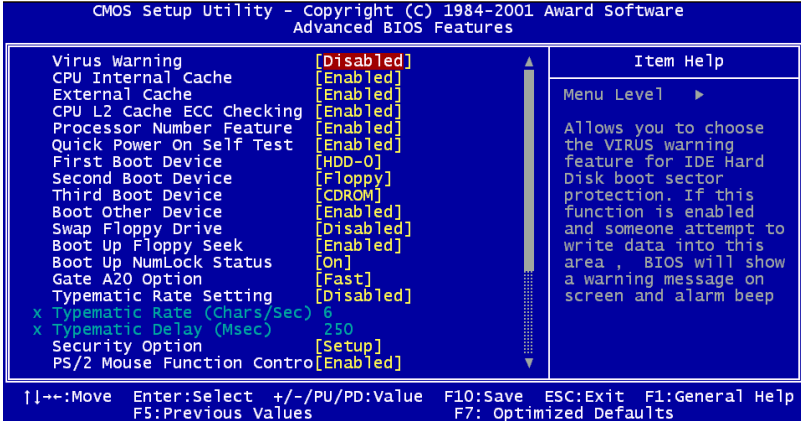 CMOS Setup Utility - Copyright (C) 1984-2001 Award Software
Advanced BIOS Features
Virus Warning [Disabled]
CPU Internal Cache [Enabled]
External Cache [Enabled]
CPU L2 Cache ECC Checking [Enabled]
Processor Number Feature [Enabled]
Quick Power On Self Test [Enabled]
First Boot Device [HDD-0]
Second Boot Device [Floppy]
Third Boot Device [CDROM]
Boot Other Device [Enabled]
Swap Floppy Drive [Disabled]
Boot Up Floppy Seek [Enabled]
Boot Up NumLock Status [On]
Gate A20 Option [Fast]
Typematic Rate Setting [Disabled]
x Typematic Rate (Chars/Sec) 6
x Typematic Delay (Msec) 250
Security Option [Setup]
PS/2 Mouse Function Contro[Enabled]
Item Help
Menu Level ▶
Allows you to choose
the VIRUS warning
feature for IDE Hard
Disk boot sector
protection. If this
function is enabled
and someone attempt to
write data into this
area , BIOS will show
a warning message on
screen and alarm beep
↑↓→←:Move Enter:Select +/-/PU/PD:Value F10:Save ESC:Exit F1:General Help
F5:Previous Values F7: Optimized Defaults